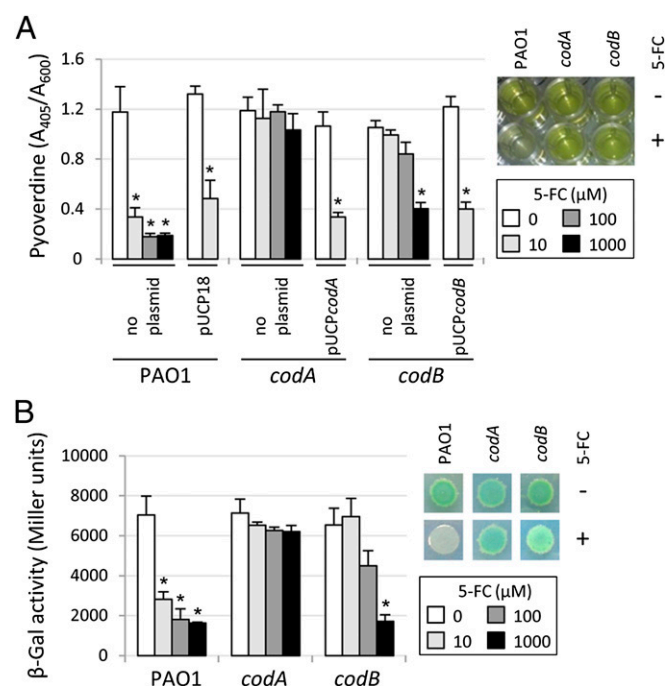 A
PAO1
codA
codB
5-FC
-
+
Pyoverdine (A405/A600)
1.6
1.2
0.8
0.4
0
* * *
*
*
*
*
5-FC (µM)
0 100
10 1000
no plasmid
pUCP18
no plasmid
pUCPcodA
no plasmid
pUCPcodB
PAO1 codA codB
B
PAO1
codA
codB
5-FC
-
+
β-Gal activity (Miller units)
10000
8000
6000
4000
2000
0
* * *
*
5-FC (µM)
0 100
10 1000
PAO1 codA codB